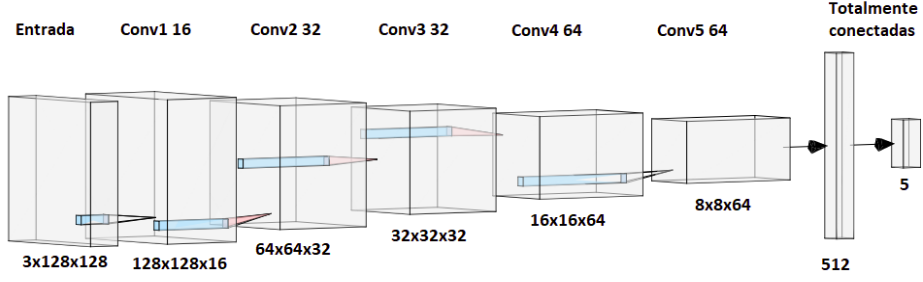 Entrada
Conv1 16
Conv2 32
Conv3 32
Conv4 64
Conv5 64
Totalmente
conectadas
3x128x128
128x128x16
64x64x32
32x32x32
16x16x64
8x8x64
512
5